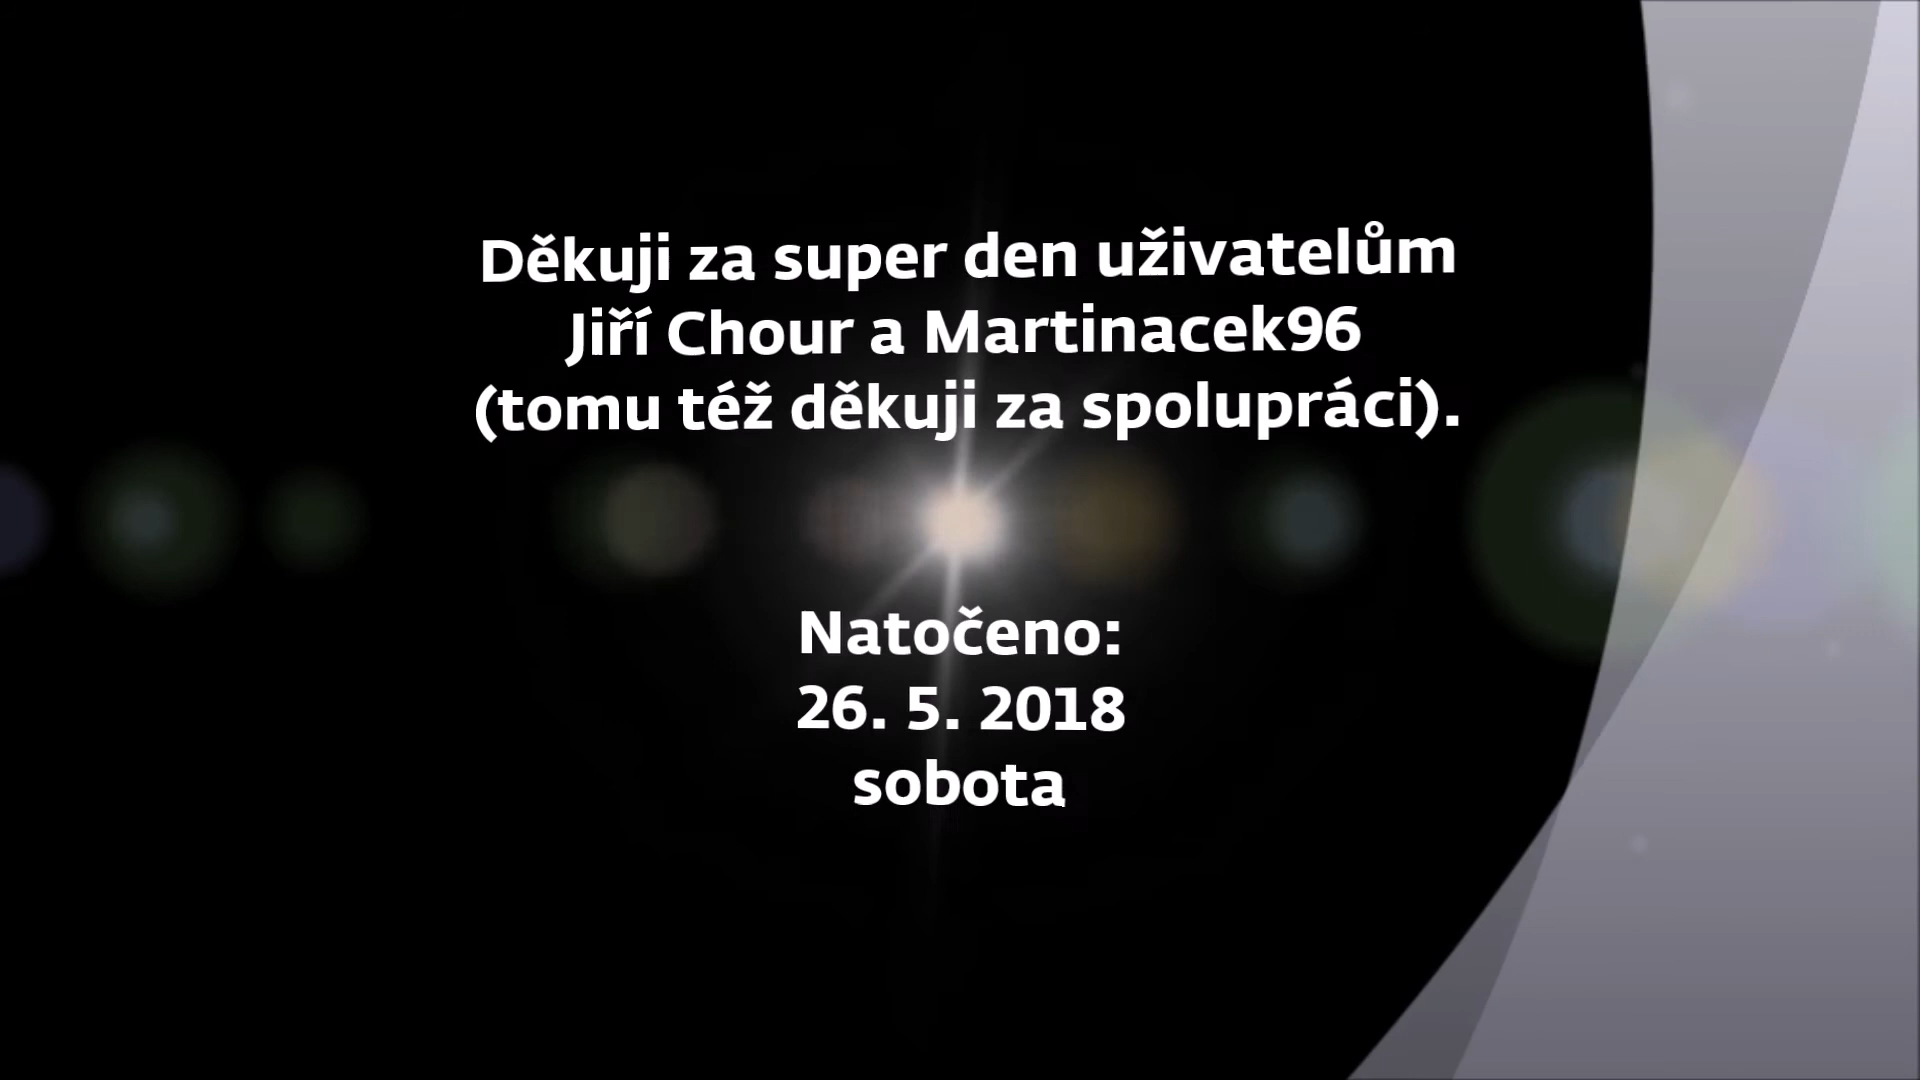 Děkuji za super den uživatelům
Jiří Chour a Martinacek96
(tomu též děkuji za spolupráci).
Natočeno:
26. 5. 2018
sobota